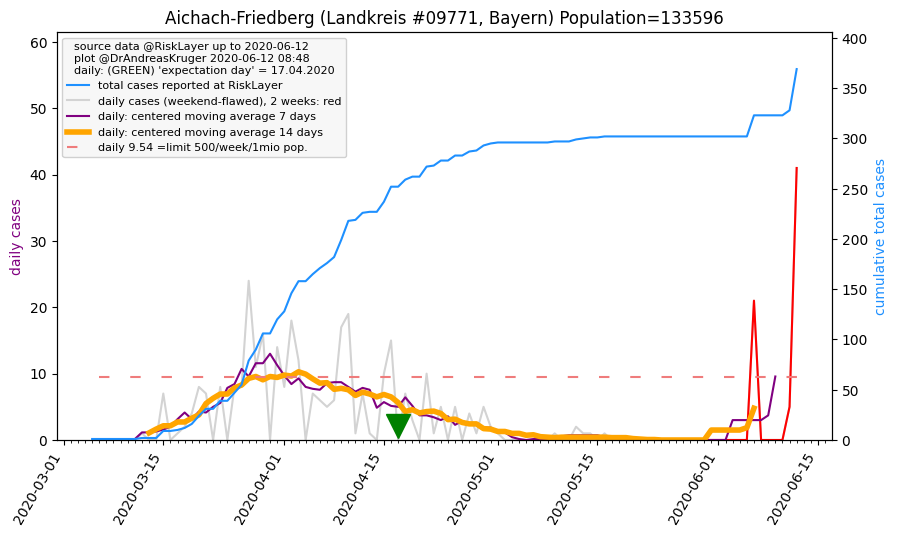 Aichach-Friedberg (Landkreis #09771, Bayern) Population=133596
source data @RiskLayer up to 2020-06-12
plot @DrAndreasKruger 2020-06-12 08:48
daily: (GREEN) 'expectation day' = 17.04.2020
total cases reported at RiskLayer
daily cases (weekend-flawed), 2 weeks: red
daily: centered moving average 7 days
daily: centered moving average 14 days
daily 9.54 =limit 500/week/1mio pop.
daily cases
60
50
40
30
20
10
0
cumulative total cases
400
350
300
250
200
150
100
50
0
2020-03-01
2020-03-15
2020-04-01
2020-04-15
2020-05-01
2020-05-15
2020-06-01
2020-06-15